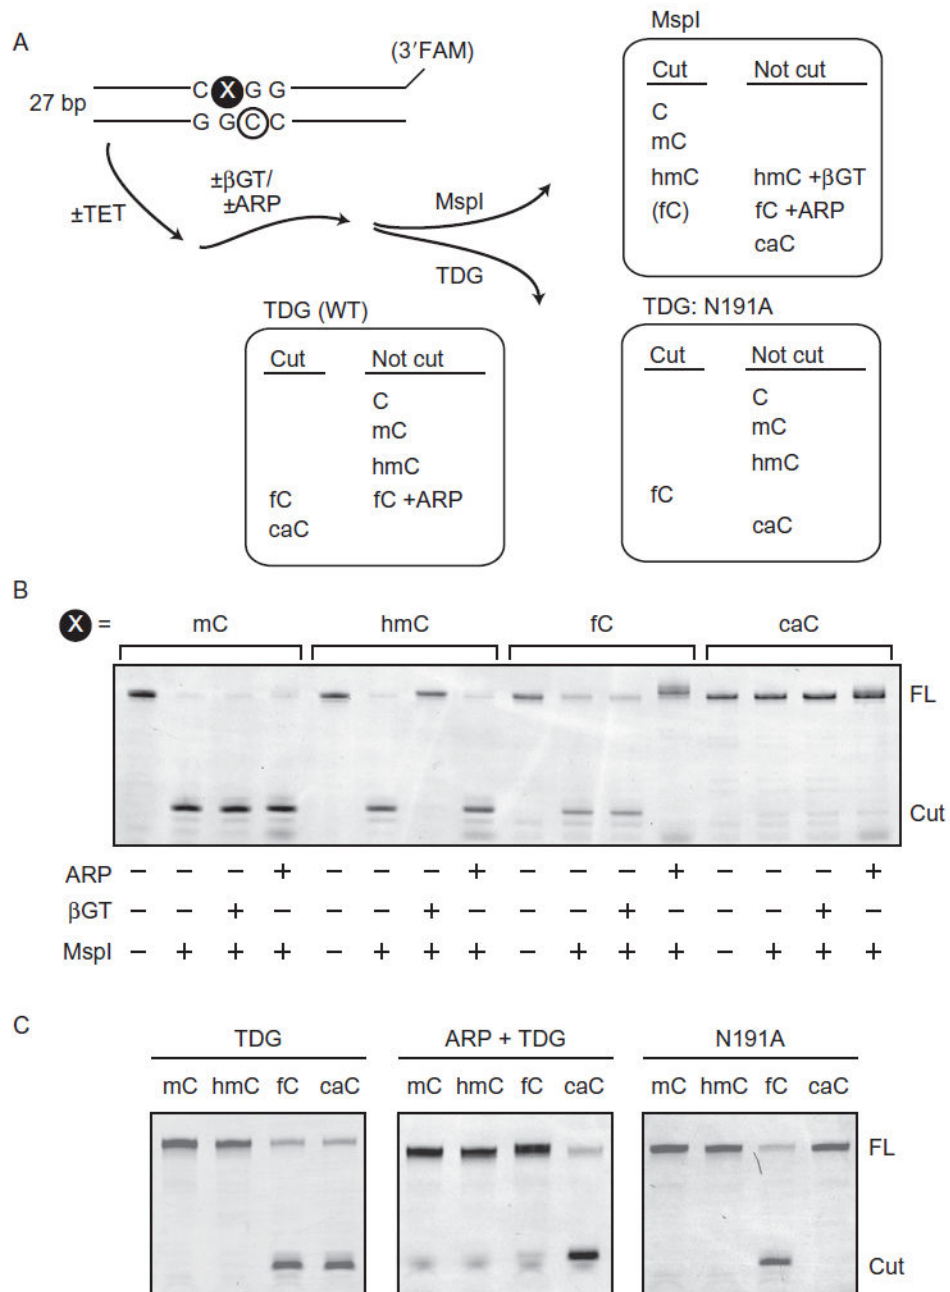 A
(3′FAM)
27 bp
C X G G
G G C C
±TET
±βGT/
±ARP
MspI
TDG
MspI
Cut Not cut
C
mC
hmC hmC +βGT
(fC) fC +ARP
caC
TDG (WT)
Cut Not cut
C
mC
hmC
fC fC +ARP
caC
TDG: N191A
Cut Not cut
C
mC
hmC
fC
caC
B
X = mC hmC fC caC
FL
Cut
ARP − − − + − − − + − − − + − − − +
βGT − − + − − − + − − − + − − − + −
MspI − + + + − + + + − + + + − + + +
C
TDG ARP + TDG N191A
mC hmC fC caC mC hmC fC caC mC hmC fC caC
FL
Cut